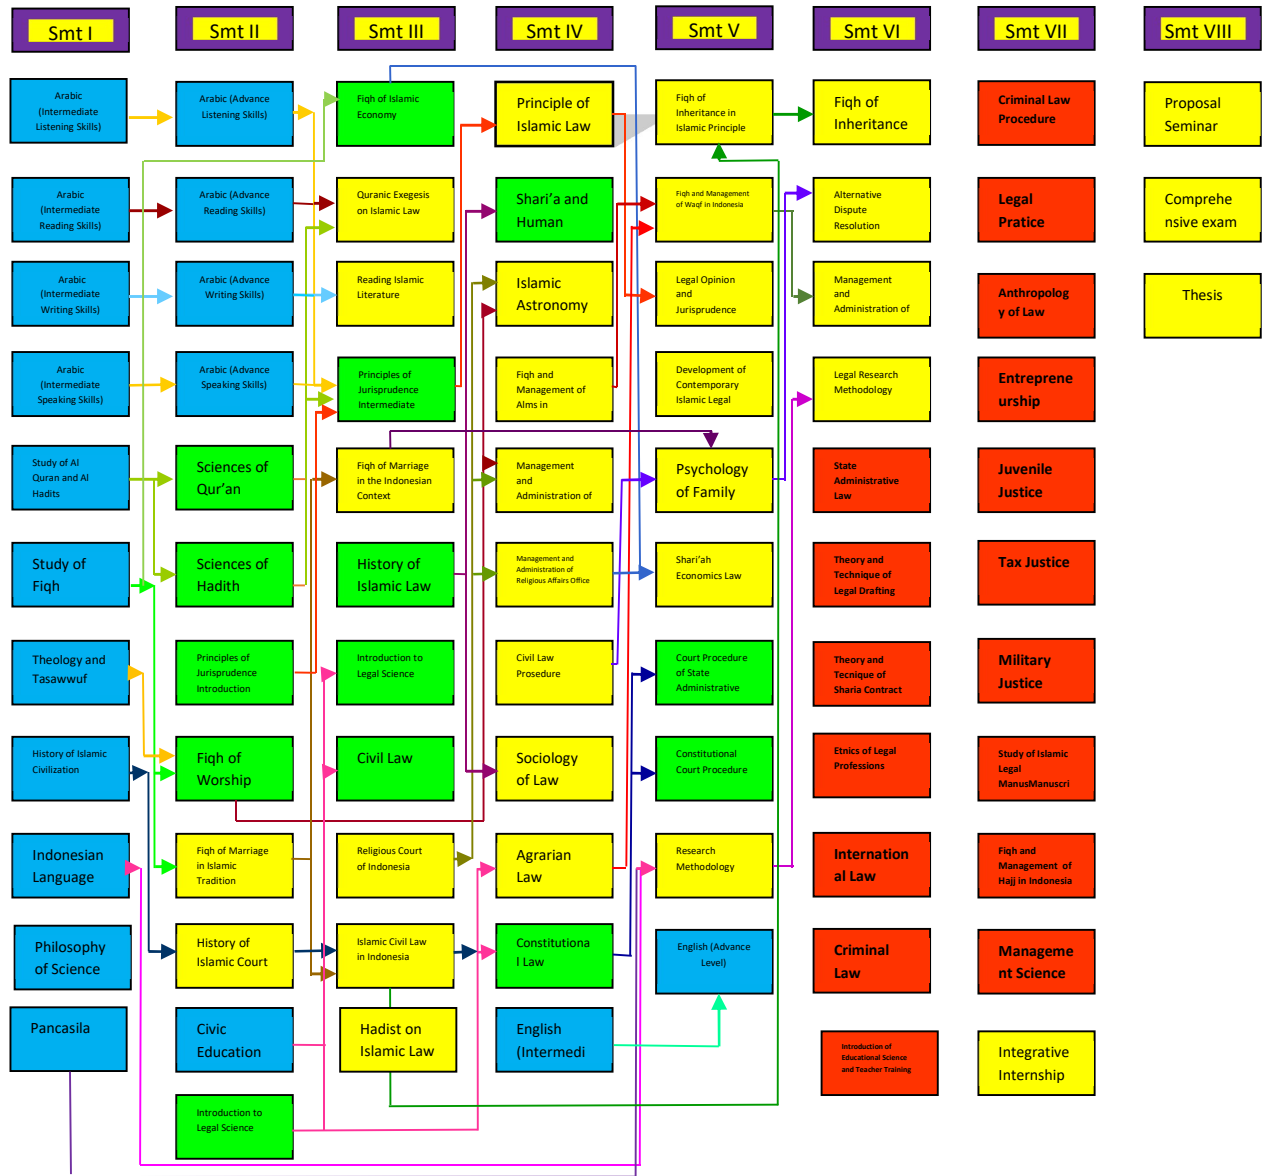 Smt I
Smt II
Smt III
Smt IV
Smt V
Smt VI
Smt VII
Smt VIII
Arabic
(Intermediate
Listening Skills)
Arabic (Advance
Listening Skills)
Fiqh of Islamic
Economy
Principle of
Islamic Law
Fiqh of
Inheritance in
Islamic Principle
Fiqh of
Inheritance
Criminal Law
Procedure
Proposal
Seminar
Arabic
(Intermediate
Reading Skills)
Arabic (Advance
Reading Skills)
Quranic Exegesis
on Islamic Law
Shari’a and
Human
Fiqh and Management
of Waqf in Indonesia
Alternative
Dispute
Resolution
Legal
Pratice
Comprehe
nsive exam
Arabic
(Intermediate
Writing Skills)
Arabic (Advance
Writing Skills)
Reading Islamic
Literature
Islamic
Astronomy
Legal Opinion
and
Jurisprudence
Management
and
Administration of
Anthropolog
y of Law
Thesis
Arabic
(Intermediate
Speaking Skills)
Arabic (Advance
Speaking Skills)
Principles of
Jurisprudence
Intermediate
Fiqh and
Management of
Alms in
Development of
Contemporary
Islamic Legal
Legal Research
Methodology
Entreprene
urship
Study of Al
Quran and Al
Hadits
Sciences of
Qur’an
Fiqh of Marriage
in the Indonesian
Context
Management
and
Administration of
Psychology
of Family
State
Administrative
Law
Juvenile
Justice
Study of
Fiqh
Sciences of
Hadith
History of
Islamic Law
Management and
Administration of
Religious Affairs Office
Shari’ah
Economics Law
Theory and
Technique of
Legal Drafting
Tax Justice
Theology and
Tasawwuf
Principles of
Jurisprudence
Introduction
Introduction to
Legal Science
Civil Law
Prosedure
Court Procedure
of State
Administrative
Theory and
Tecnique of
Sharia Contract
Military
Justice
History of Islamic
Civilization
Fiqh of
Worship
Civil Law
Sociology
of Law
Constitutional
Court Procedure
Etnics of Legal
Professions
Study of Islamic
Legal
ManusManuscri
Indonesian
Language
Fiqh of Marriage
in Islamic
Tradition
Religious Court
of Indonesia
Agrarian
Law
Research
Methodology
Internation
al Law
Fiqh and
Management of
Hajj in Indonesia
Philosophy
of Science
History of
Islamic Court
Islamic Civil Law
in Indonesia
Constitutiona
l Law
English (Advance
Level)
Criminal
Law
Manageme
nt Science
Pancasila
Civic
Education
Hadist on
Islamic Law
English
(Intermedi
Introduction of
Educational Science
and Teacher Training
Integrative
Internship
Introduction to
Legal Science